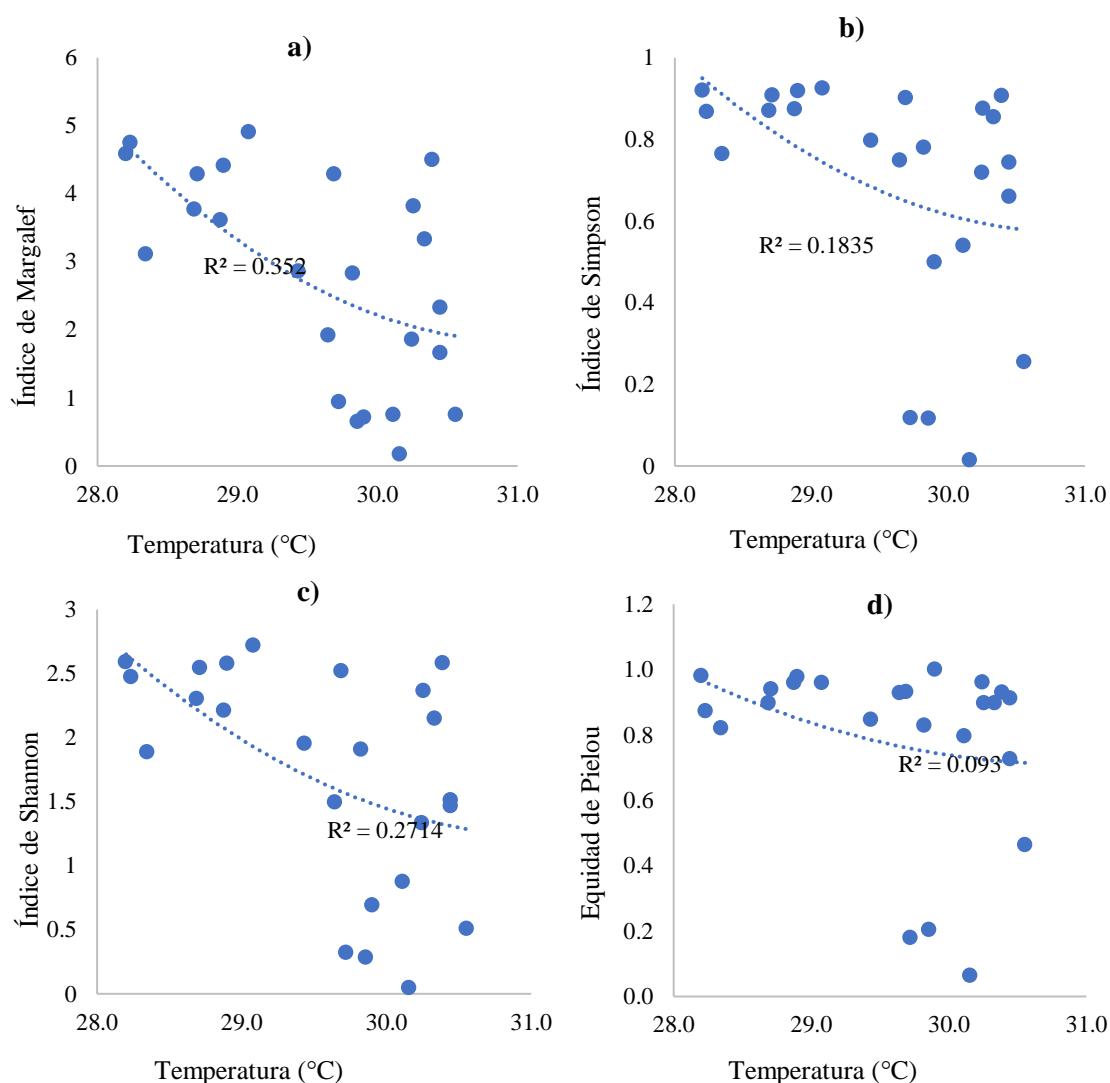 a)
6
5
4
3
2
1
0
28.0 29.0 30.0 31.0
Índice de Margalef
Temperatura (°C)
R² = 0.352
b)
1
0.8
0.6
0.4
0.2
0
28.0 29.0 30.0 31.0
Índice de Simpson
Temperatura (°C)
R² = 0.1835
c)
3
2.5
2
1.5
1
0.5
0
28.0 29.0 30.0 31.0
Índice de Shannon
Temperatura (°C)
R² = 0.2714
d)
1.2
1.0
0.8
0.6
0.4
0.2
0.0
28.0 29.0 30.0 31.0
Equidad de Pielou
Temperatura (°C)
R² = 0.093